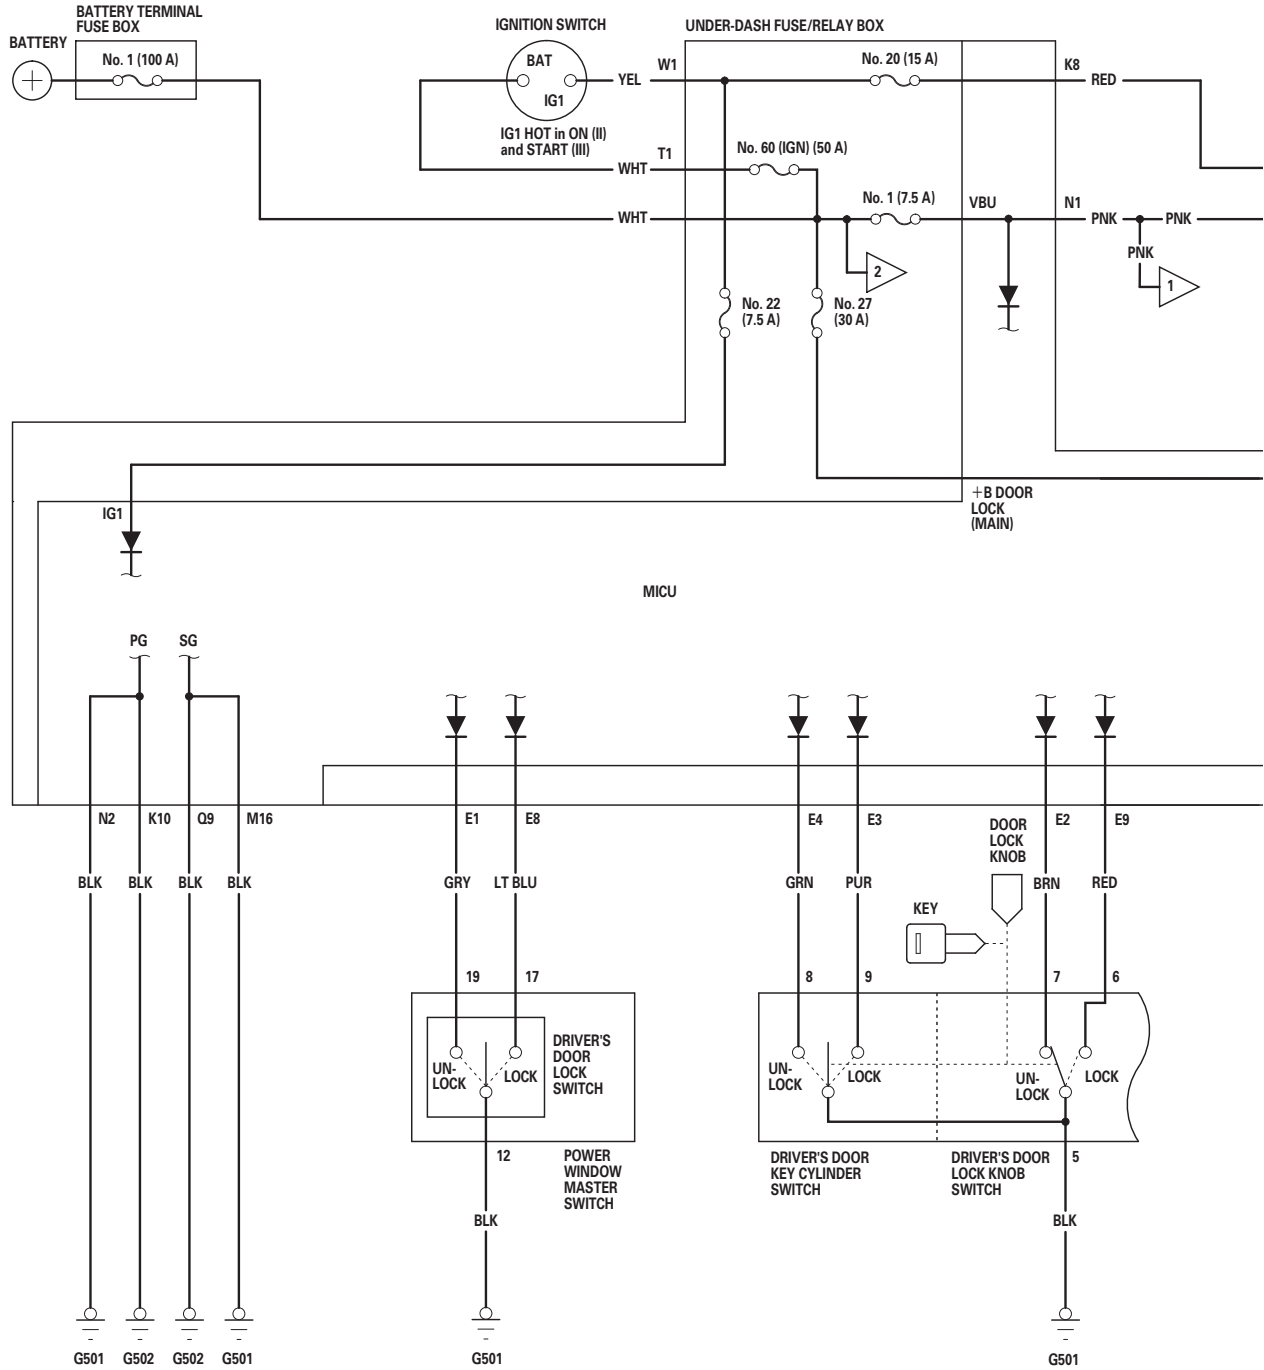 BATTERY TERMINAL
FUSE BOX
BATTERY
No. 1 (100 A)
IGNITION SWITCH
BAT
IG1
IG1 HOT in ON (II)
and START (III)
UNDER-DASH FUSE/RELAY BOX
W1
YEL
No. 20 (15 A)
K8
RED
T1
WHT
No. 60 (IGN) (50 A)
WHT
No. 1 (7.5 A)
VBU
N1
PNK
PNK
PNK
2
1
No. 22
(7.5 A)
No. 27
(30 A)
+B DOOR
LOCK
(MAIN)
IG1
MICU
PG
SG
N2
K10
Q9
M16
E1
E8
E4
E3
E2
E9
DOOR
LOCK
KNOB
BLK
BLK
BLK
BLK
GRY
LT BLU
GRN
PUR
BRN
RED
KEY
19
17
8
9
7
6
UN-
LOCK
LOCK
DRIVER'S
DOOR
LOCK
SWITCH
UN-
LOCK
LOCK
UN-
LOCK
LOCK
12
POWER
WINDOW
MASTER
SWITCH
DRIVER'S DOOR
KEY CYLINDER
SWITCH
DRIVER'S DOOR
LOCK KNOB
SWITCH
5
BLK
BLK
G501
G502
G502
G501
G501
G501